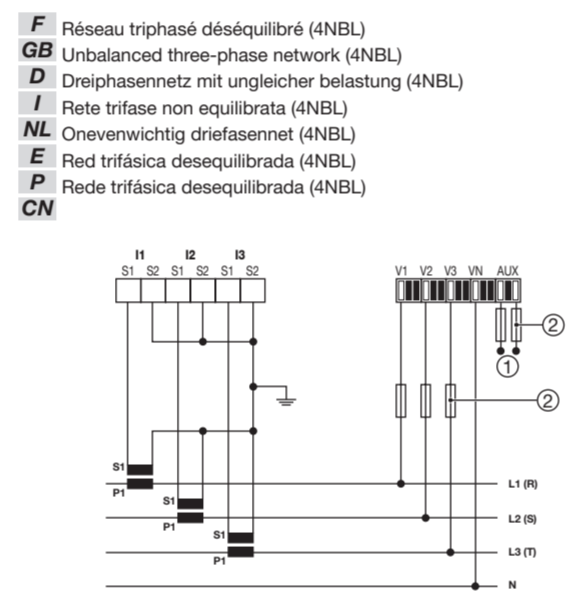 F Réseau triphasé déséquilibré (4NBL)
GB Unbalanced three-phase network (4NBL)
D Dreiphasennetz mit ungleicher belastung (4NBL)
I Rete trifase non equilibrata (4NBL)
NL Onevenwichtig driefasennet (4NBL)
E Red trifásica desequilibrada (4NBL)
P Rede trifásica desequilibrada (4NBL)
CN
I1 I2 I3
S1 S2 S1 S2 S1 S2 V1 V2 V3 VN AUX
2
1
2
S1
P1 L1 (R)
S1
P1 L2 (S)
S1
P1 L3 (T)
N